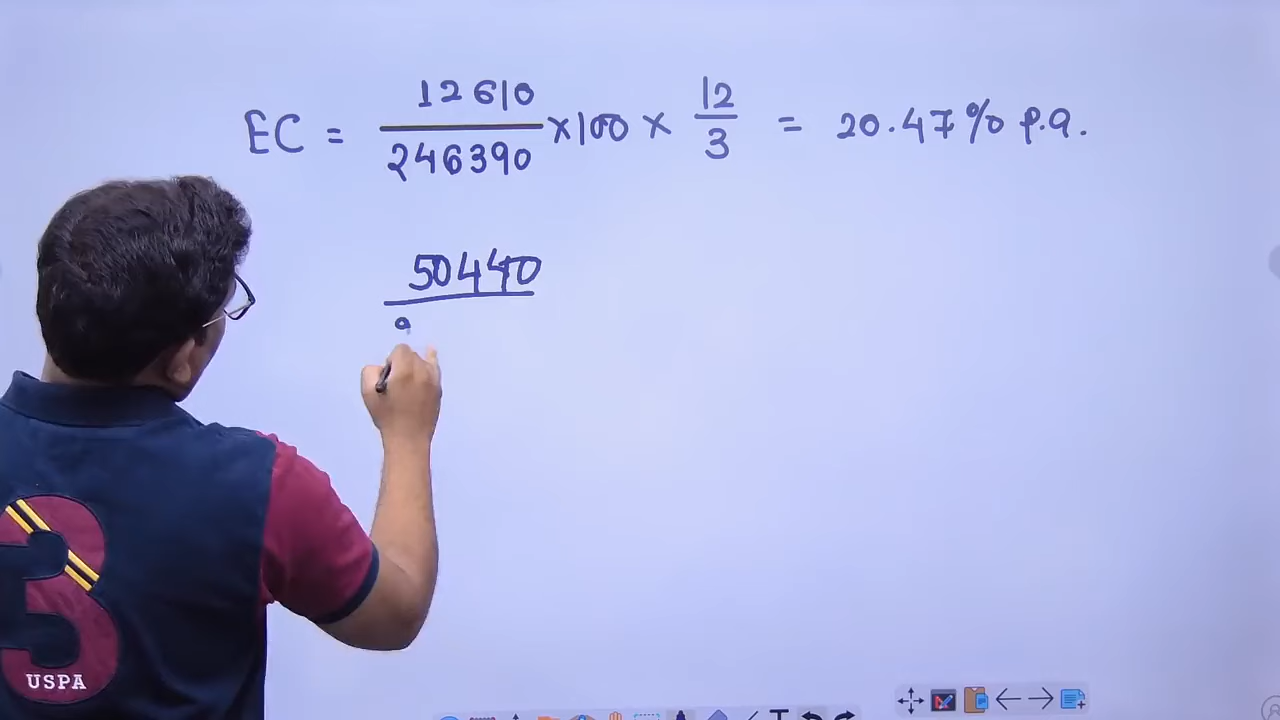 EC = 12610 / 246390 ×100 × 12/3 = 20.47% p.a.
50440
USPA
3